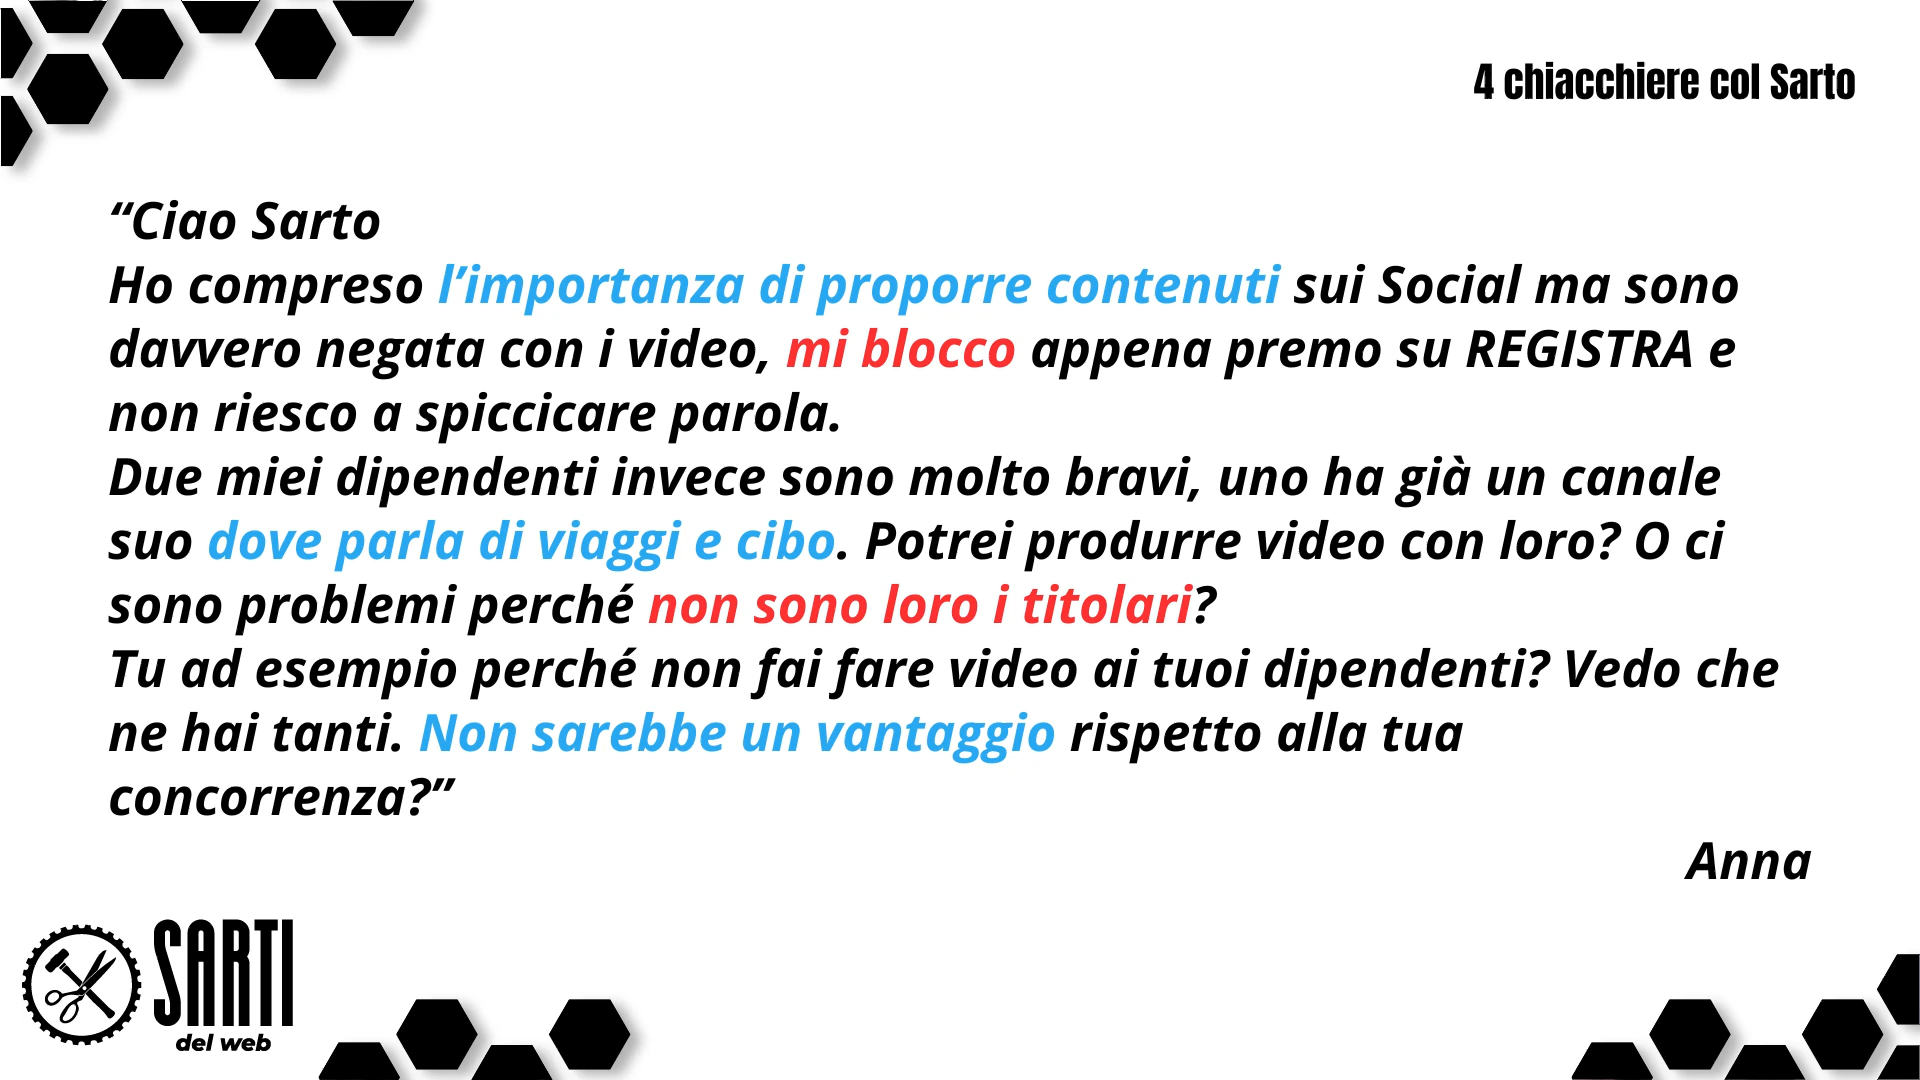 4 chiacchiere col Sarto
“Ciao Sarto
Ho compreso l’importanza di proporre contenuti sui Social ma sono
davvero negata con i video, mi blocco appena premo su REGISTRA e
non riesco a spiccicare parola.
Due miei dipendenti invece sono molto bravi, uno ha già un canale
suo dove parla di viaggi e cibo. Potrei produrre video con loro? O ci
sono problemi perché non sono loro i titolari?
Tu ad esempio perché non fai fare video ai tuoi dipendenti? Vedo che
ne hai tanti. Non sarebbe un vantaggio rispetto alla tua
concorrenza?”
Anna
SARTI
del web